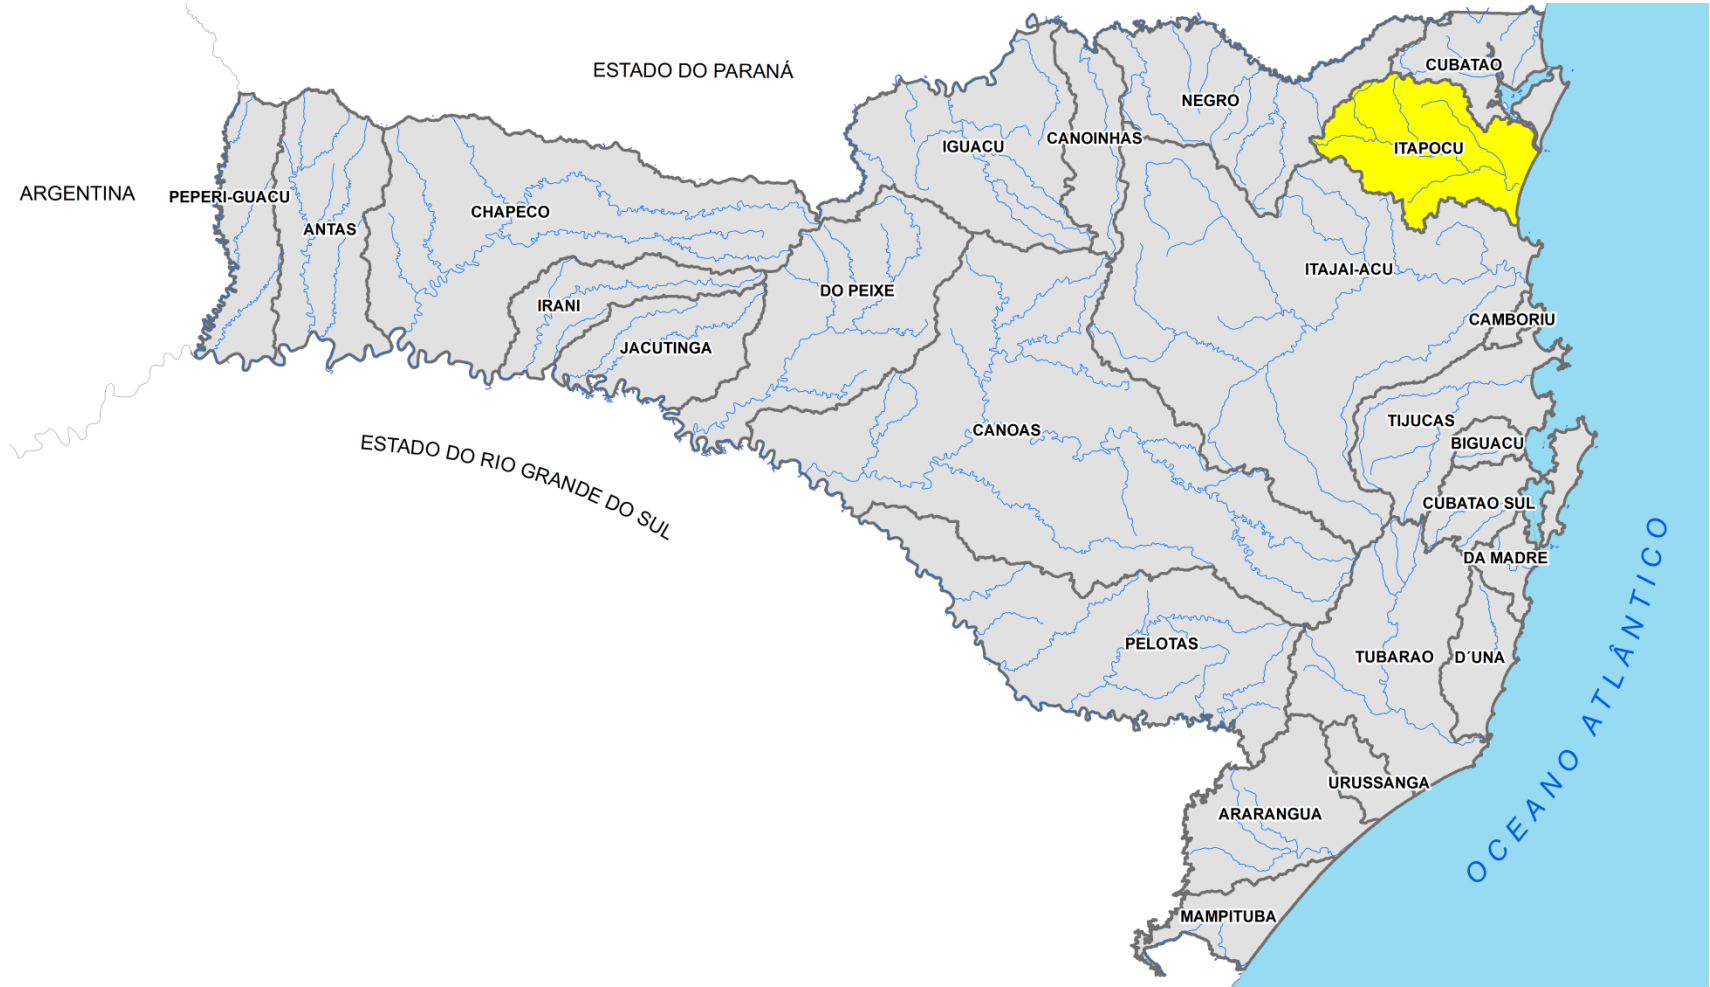 ESTADO DO PARANÁ
CUBATAO
NEGRO
CANOINHAS
IGUACU
ITAPOCU
ARGENTINA
PEPERI-GUACU
CHAPECO
ANTAS
ITAJAI-ACU
DO PEIXE
IRANI
CAMBORIU
JACUTINGA
TIJUCAS
CANOAS
BIGUACU
ESTADO DO RIO GRANDE DO SUL
CUBATAO SUL
DA MADRE
PELOTAS
TUBARAO
D´UNA
OCEANO ATLÂNTICO
URUSSANGA
ARARANGUA
MAMPITUBA